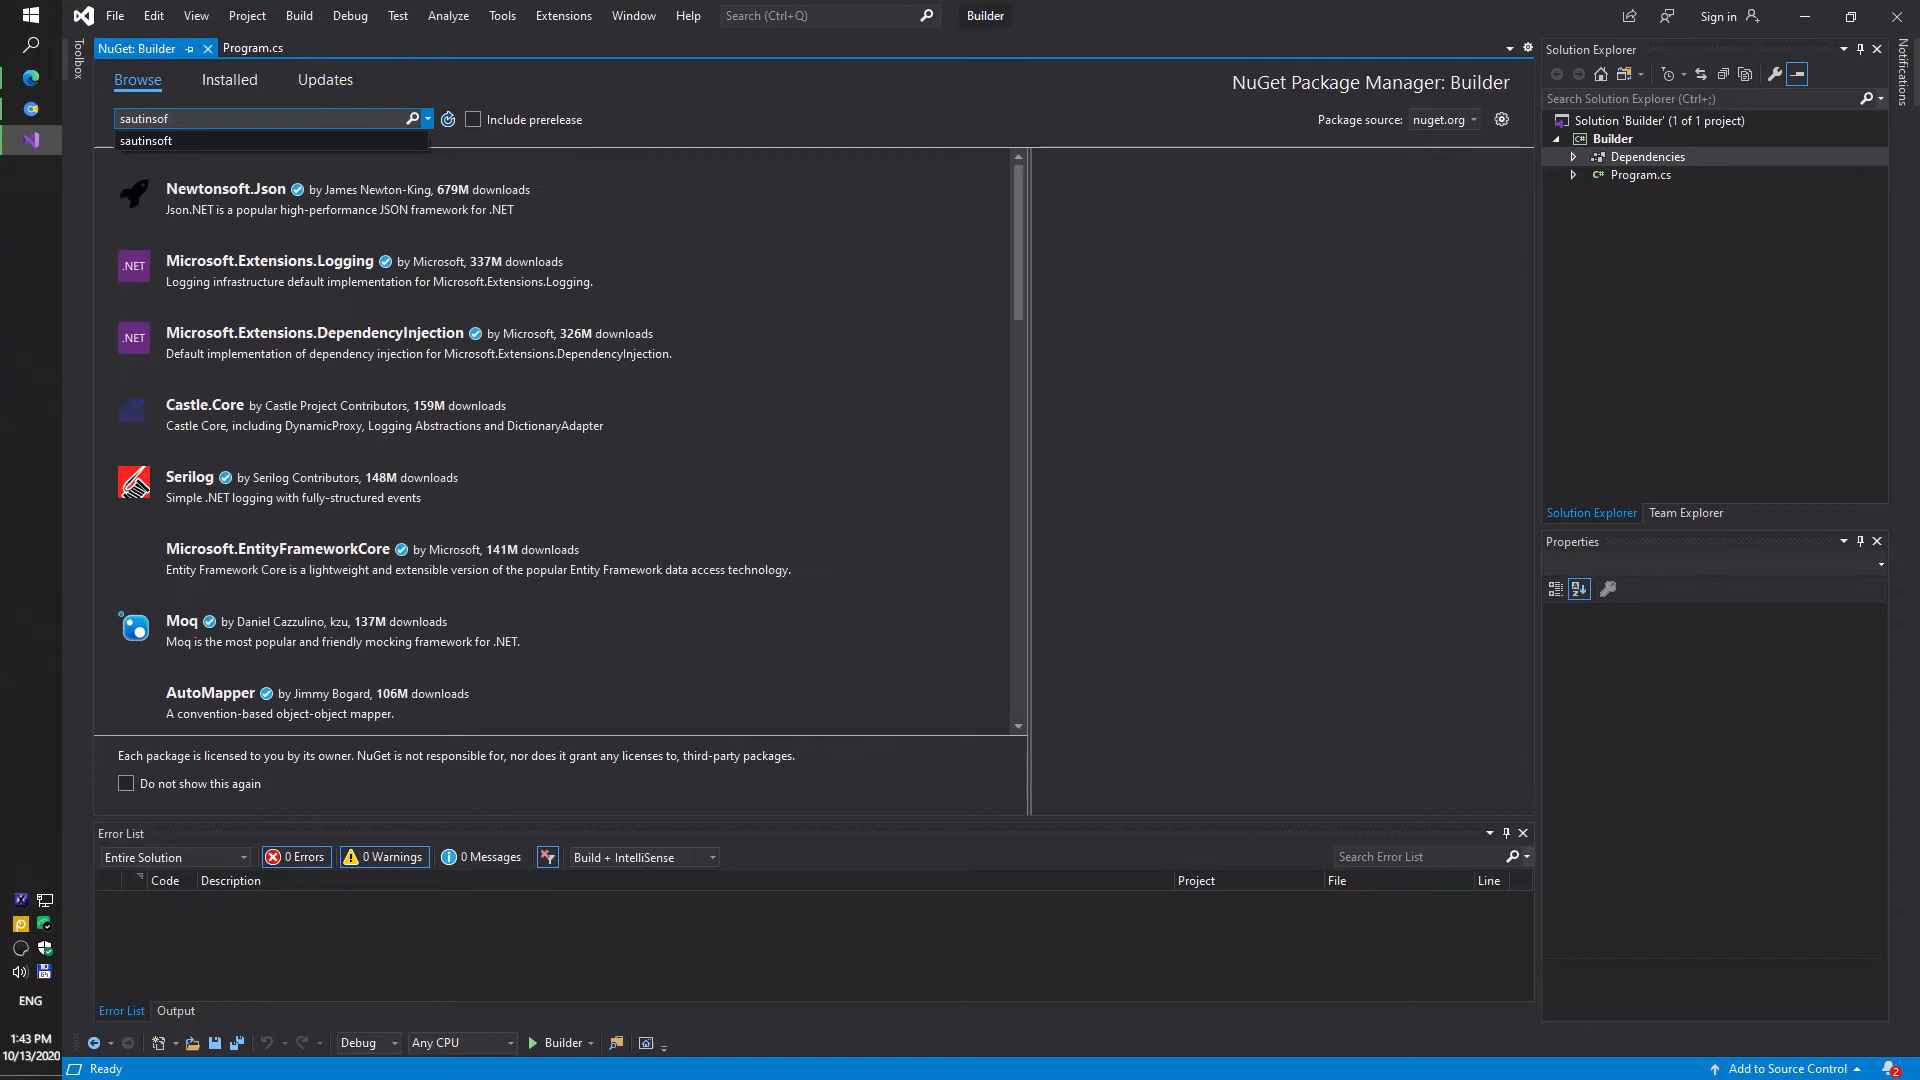 File Edit View Project Build Debug Test Analyze Tools Extensions Window Help Search (Ctrl+Q) Builder Sign in
Toolbox
NuGet: Builder Program.cs
Browse Installed Updates NuGet Package Manager: Builder
sautinsof Include prerelease Package source: nuget.org
sautinsoft
Newtonsoft.Json by James Newton-King, 679M downloads
Json.NET is a popular high-performance JSON framework for .NET
.NET Microsoft.Extensions.Logging by Microsoft, 337M downloads
Logging infrastructure default implementation for Microsoft.Extensions.Logging.
.NET Microsoft.Extensions.DependencyInjection by Microsoft, 326M downloads
Default implementation of dependency injection for Microsoft.Extensions.DependencyInjection.
Castle.Core by Castle Project Contributors, 159M downloads
Castle Core, including DynamicProxy, Logging Abstractions and DictionaryAdapter
Serilog by Serilog Contributors, 148M downloads
Simple .NET logging with fully-structured events
Microsoft.EntityFrameworkCore by Microsoft, 141M downloads
Entity Framework Core is a lightweight and extensible version of the popular Entity Framework data access technology.
Moq by Daniel Cazzulino, kzu, 137M downloads
Moq is the most popular and friendly mocking framework for .NET.
AutoMapper by Jimmy Bogard, 106M downloads
A convention-based object-object mapper.
Each package is licensed to you by its owner. NuGet is not responsible for, nor does it grant any licenses to, third-party packages.
Do not show this again
Solution Explorer
Search Solution Explorer (Ctrl+;)
Solution 'Builder' (1 of 1 project)
C# Builder
Dependencies
C# Program.cs
Solution Explorer Team Explorer
Properties
Notifications
Error List
Entire Solution 0 Errors 0 Warnings 0 Messages Build + IntelliSense Search Error List
Code Description Project File Line
Error List Output
Debug Any CPU Builder
Ready Add to Source Control 2
ENG
1:43 PM
10/13/2020